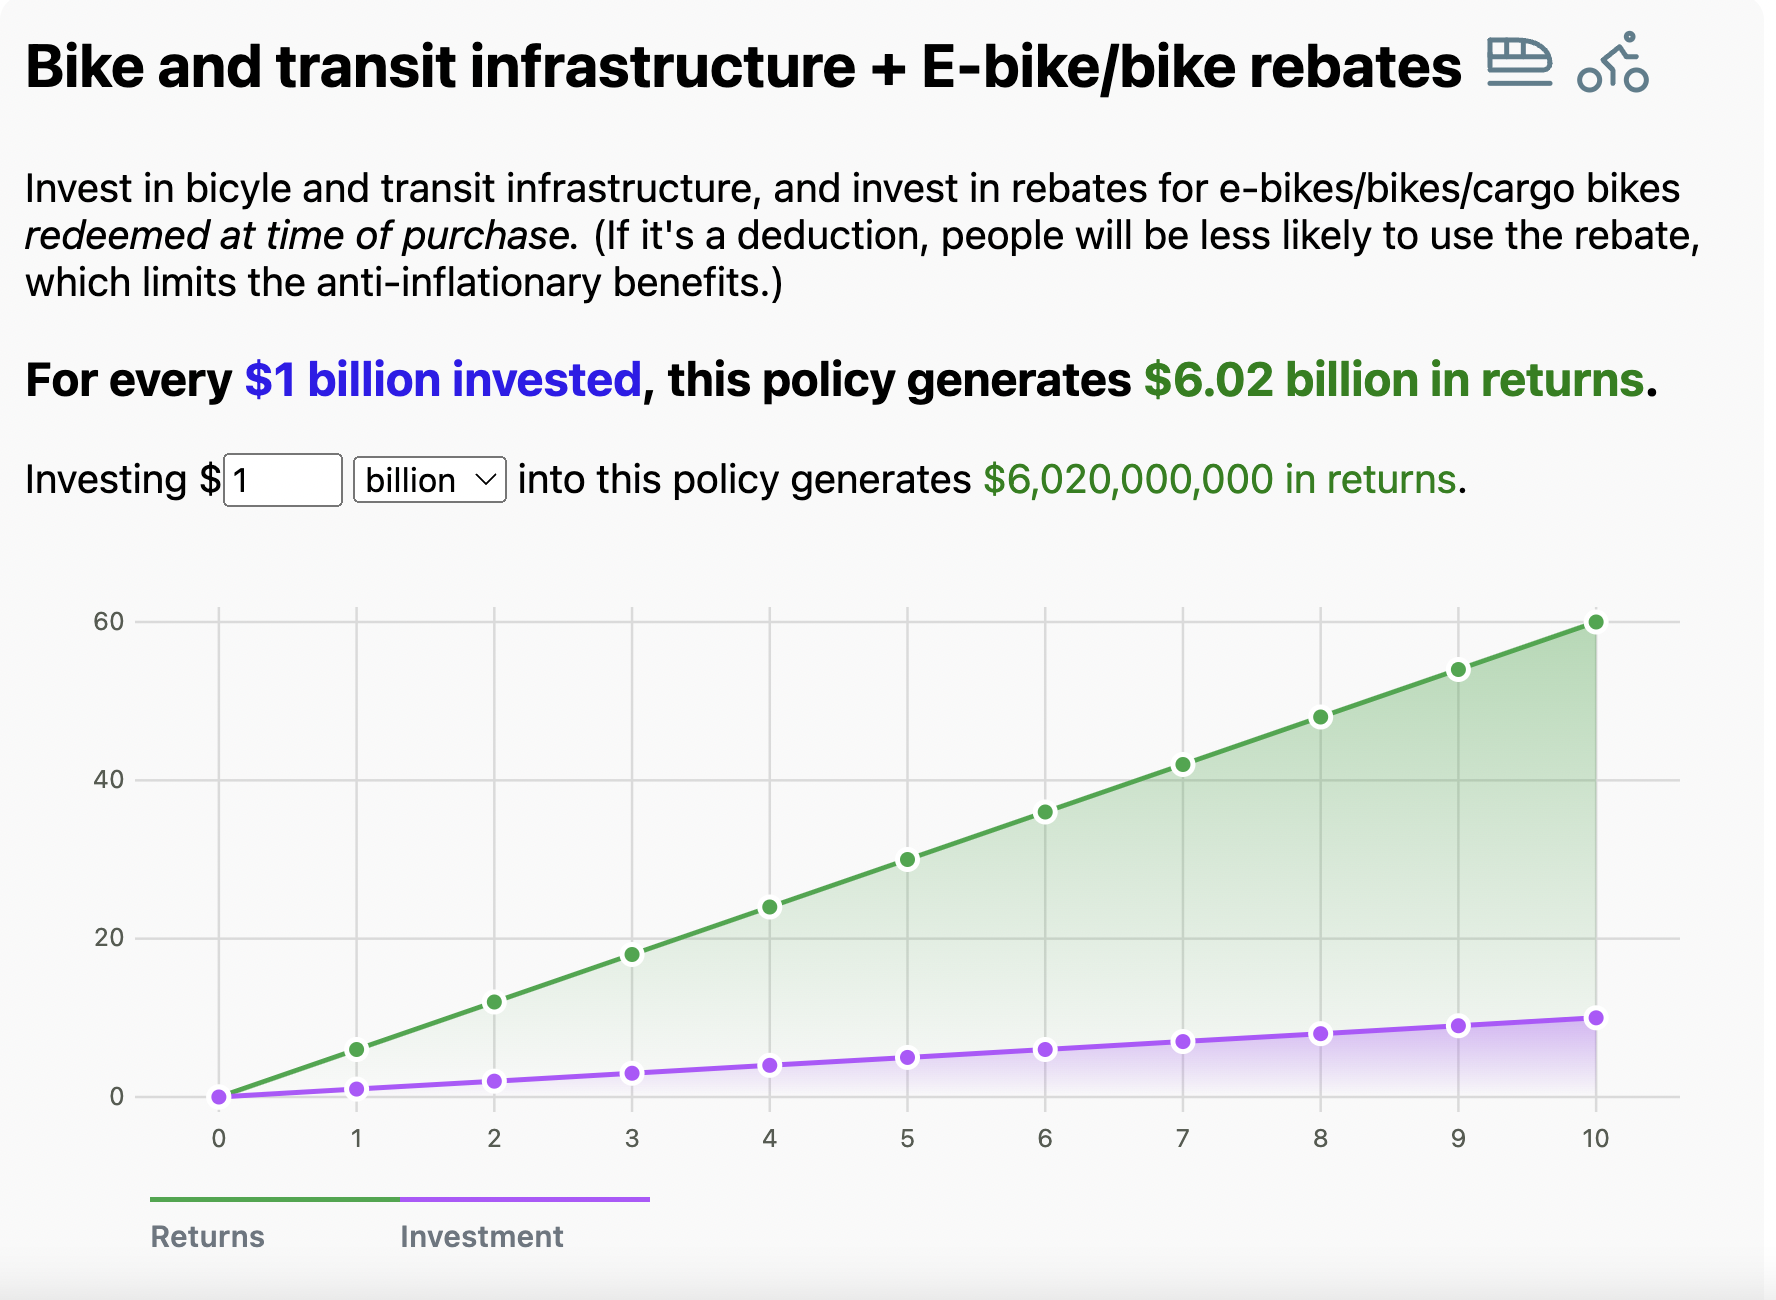 Bike and transit infrastructure + E-bike/bike rebates
Invest in bicyle and transit infrastructure, and invest in rebates for e-bikes/bikes/cargo bikes
redeemed at time of purchase. (If it's a deduction, people will be less likely to use the rebate,
which limits the anti-inflationary benefits.)
For every $1 billion invested, this policy generates $6.02 billion in returns.
Investing $ 1 billion into this policy generates $6,020,000,000 in returns.
60
40
20
0
0 1 2 3 4 5 6 7 8 9 10
Returns Investment